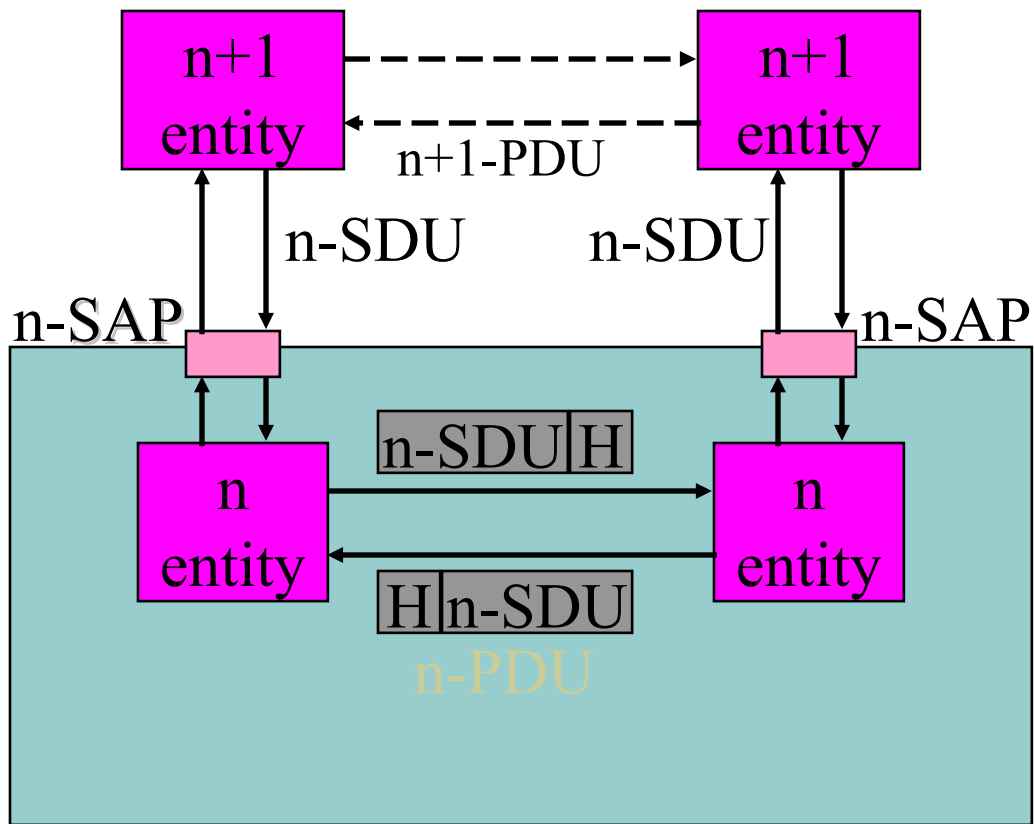 n+1
entity
n+1
entity
n+1-PDU
n-SDU
n-SDU
n-SAP
n-SAP
n-SDU H
n
entity
n
entity
H n-SDU
n-PDU